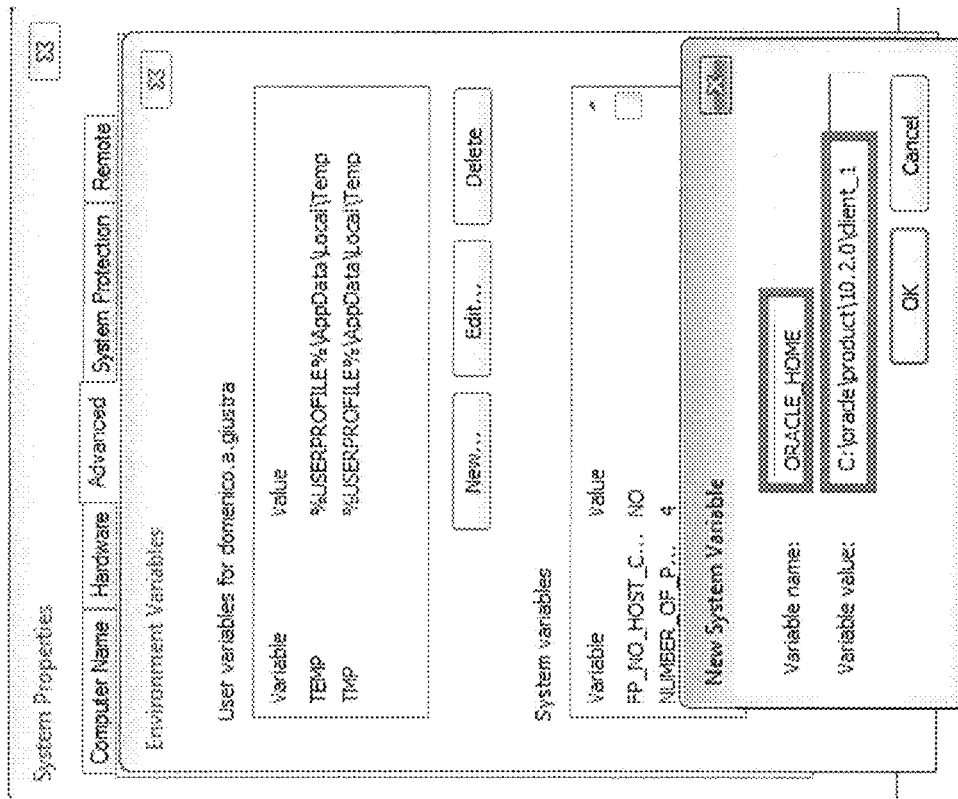 System Properties
Computer Name Hardware Advanced System Protection Remote
Environment Variables
User variables for domenico.a.giustra
Variable Value
TEMP %USERPROFILE%\AppData\Local\Temp
TMP %USERPROFILE%\AppData\Local\Temp
New... Edit... Delete
System variables
Variable Value
FP_NO_HOST_C... NO
NUMBER_OF_P... 4
New System Variable
Variable name: ORACLE_HOME
Variable value: C:\oracle\product\10.2.0\client_1
OK Cancel